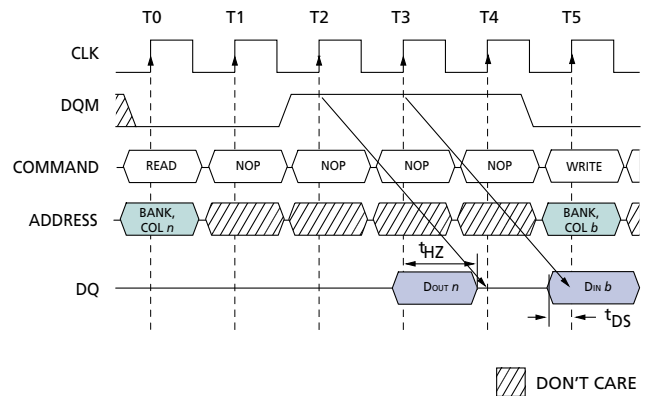 T0 T1 T2 T3 T4 T5
CLK
DQM
COMMAND READ NOP NOP NOP NOP WRITE
ADDRESS BANK, COL n BANK, COL b
tHZ
DQ DOUT n DIN b
tDS
DON'T CARE